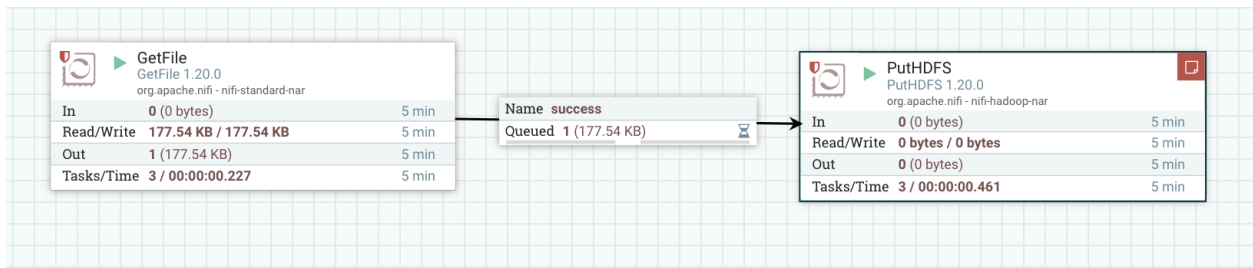 GetFile
GetFile 1.20.0
org.apache.nifi - nifi-standard-nar
In 0 (0 bytes) 5 min
Read/Write 177.54 KB / 177.54 KB 5 min
Out 1 (177.54 KB) 5 min
Tasks/Time 3 / 00:00:00.227 5 min
Name success
Queued 1 (177.54 KB)
PutHDFS
PutHDFS 1.20.0
org.apache.nifi - nifi-hadoop-nar
In 0 (0 bytes) 5 min
Read/Write 0 bytes / 0 bytes 5 min
Out 0 (0 bytes) 5 min
Tasks/Time 3 / 00:00:00.461 5 min